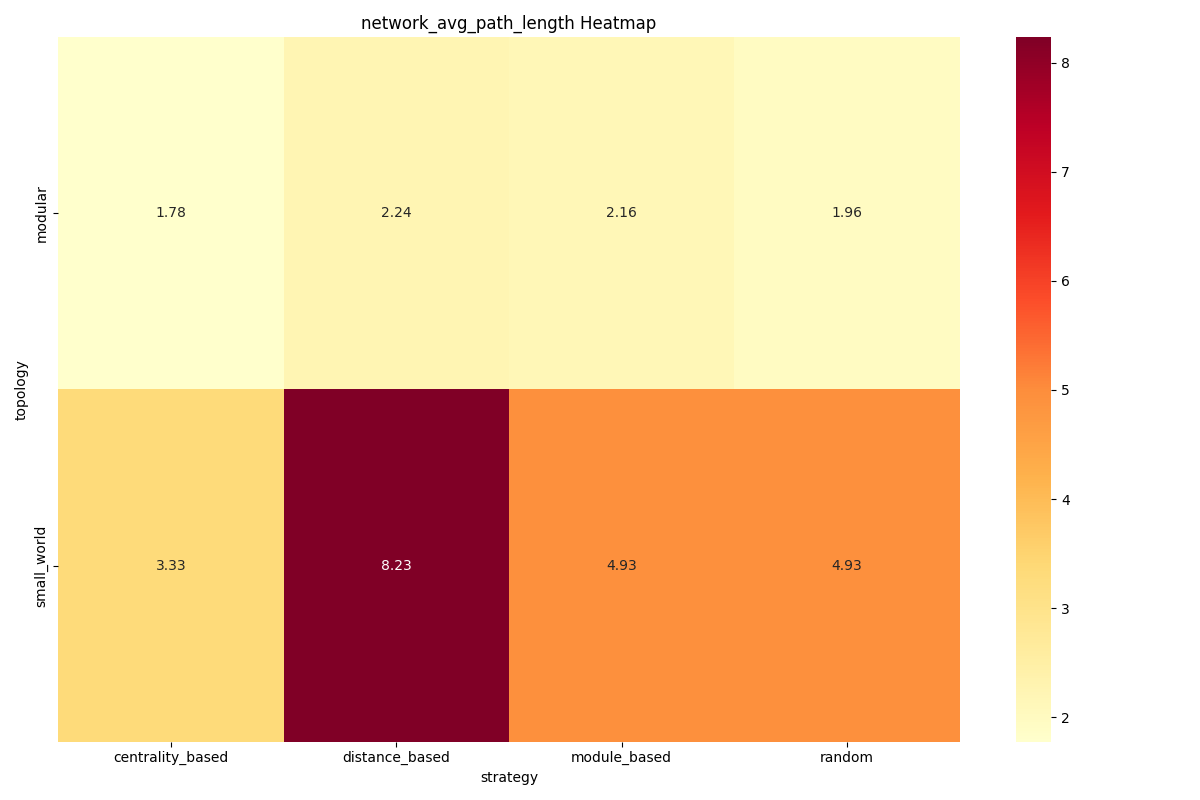 network_avg_path_length Heatmap
8
7
6
5
4
3
2
topology
modular
1.78 2.24 2.16 1.96
small_world
3.33 8.23 4.93 4.93
centrality_based distance_based module_based random
strategy